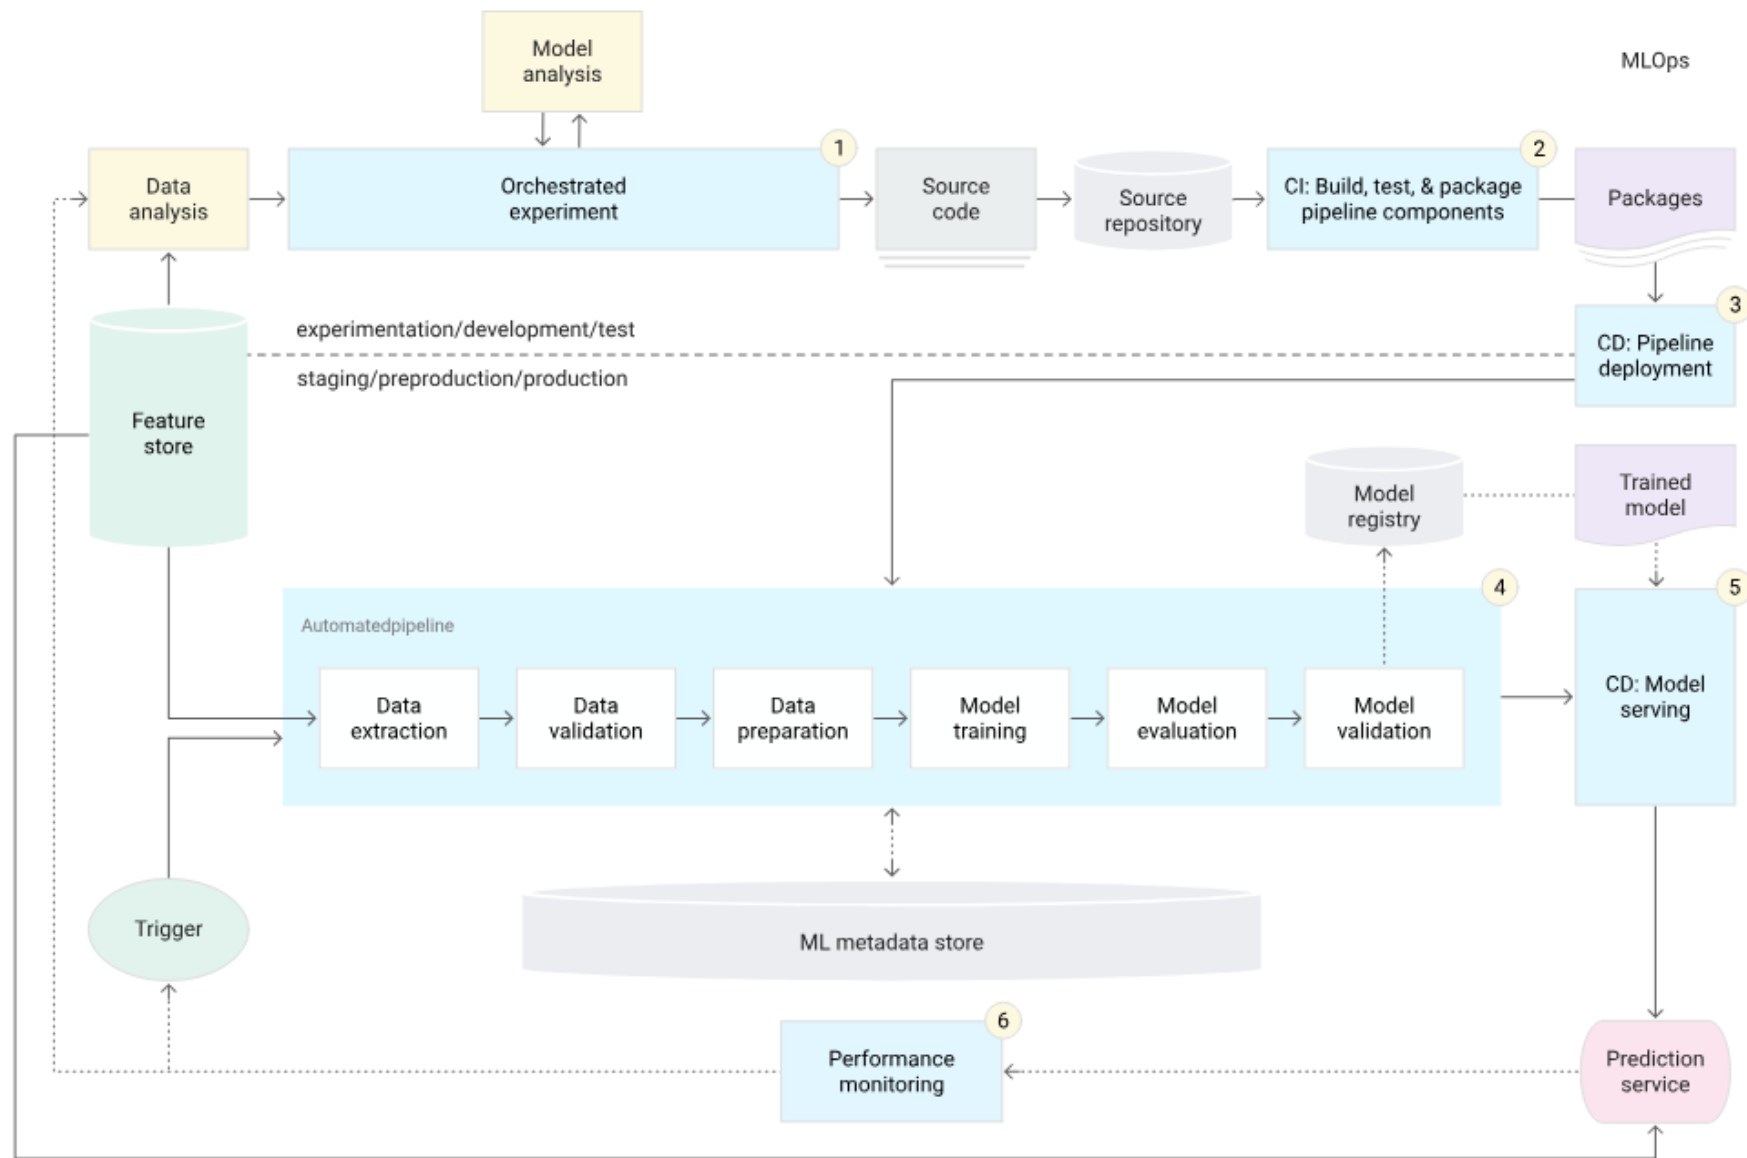 Model
analysis
MLOps
1
2
Data
analysis
Orchestrated
experiment
Source
code
Source
repository
CI: Build, test, & package
pipeline components
Packages
3
experimentation/development/test
staging/preproduction/production
CD: Pipeline
deployment
Feature
store
Model
registry
Trained
model
4
5
Automatedpipeline
Data
extraction
Data
validation
Data
preparation
Model
training
Model
evaluation
Model
validation
CD: Model
serving
Trigger
ML metadata store
6
Performance
monitoring
Prediction
service